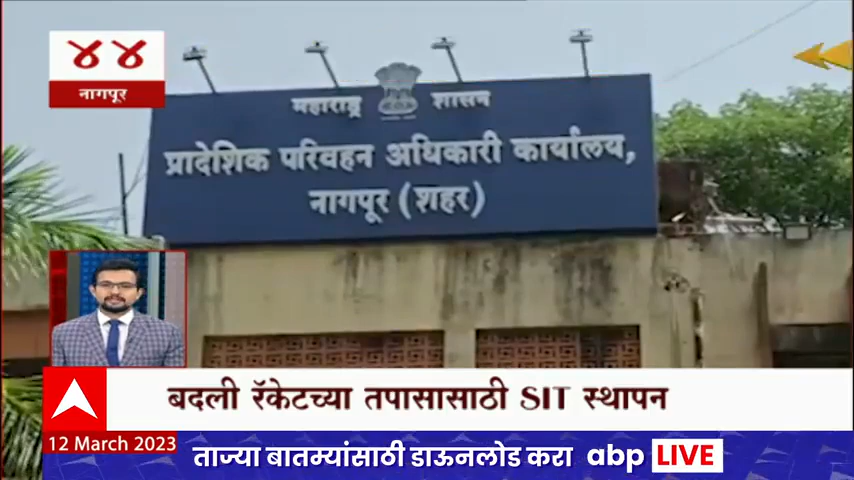 ४४
नागपूर
महाराष्ट्र शासन
प्रादेशिक परिवहन अधिकारी कार्यालय,
नागपूर (शहर)
बदली रॅकेटच्या तपासासाठी SIT स्थापन
12 March 2023
ताज्या बातम्यांसाठी डाऊनलोड करा abp LIVE